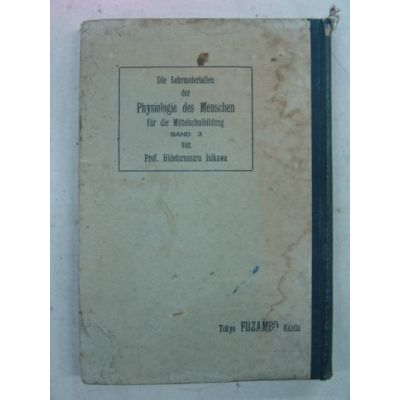 Die Lehrmaterialien
der
Physiologie des Menschen
für die Mittelschulbildung
BAND 3
von
Prof. Hidetsurumaru Isikawa
Tokyo FUZAMBO Kanda